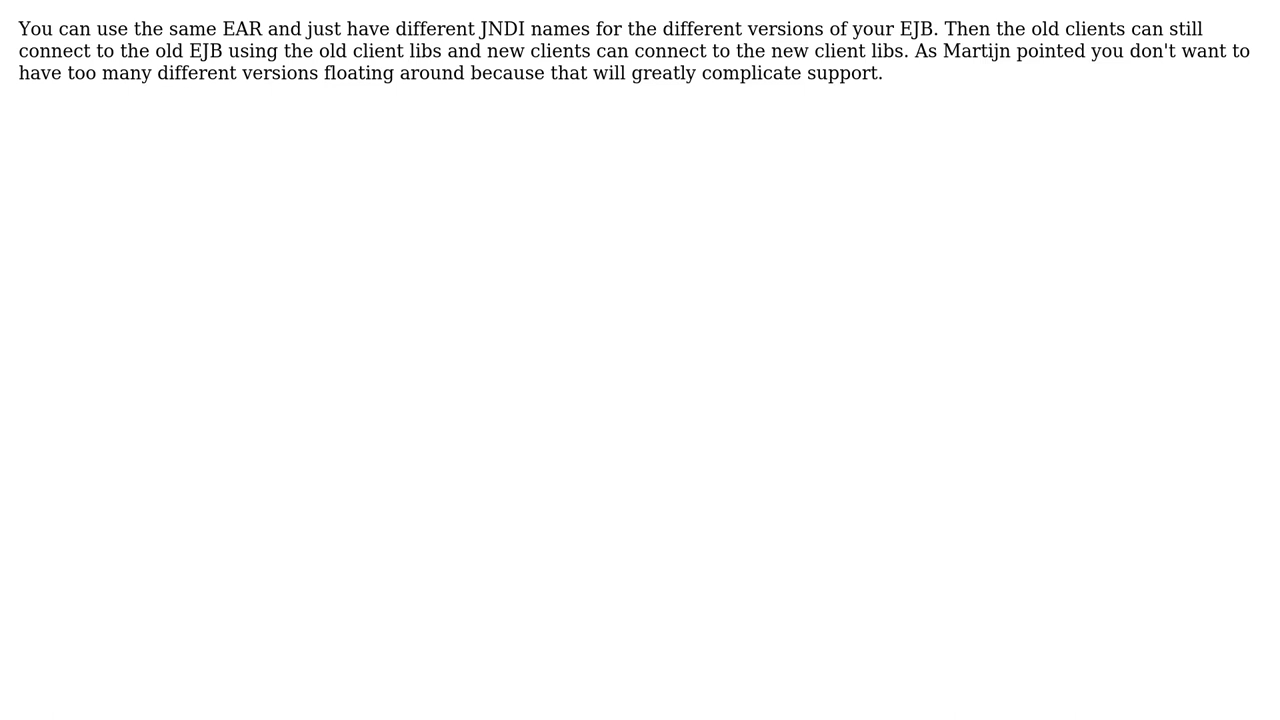 You can use the same EAR and just have different JNDI names for the different versions of your EJB. Then the old clients can still
connect to the old EJB using the old client libs and new clients can connect to the new client libs. As Martijn pointed you don't want to
have too many different versions floating around because that will greatly complicate support.